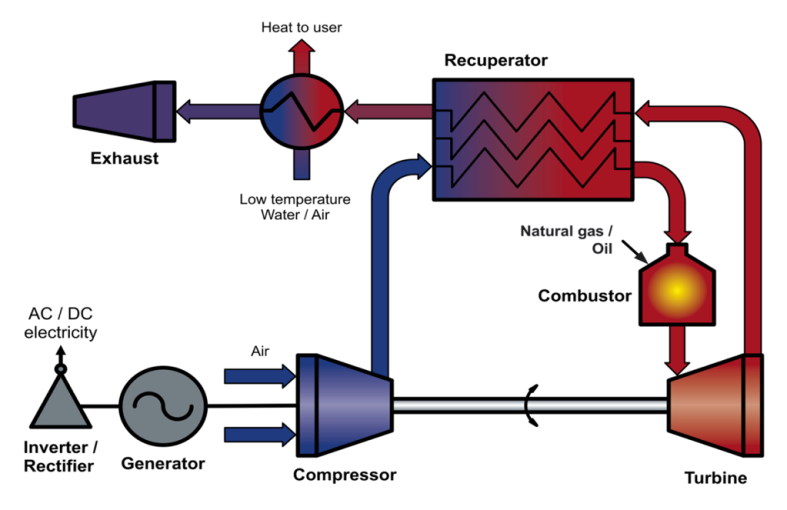 Heat to user
Recuperator
Exhaust
Low temperature
Water / Air
Natural gas /
Oil
Combustor
AC / DC
electricity
Air
Inverter /
Rectifier
Generator
Compressor
Turbine